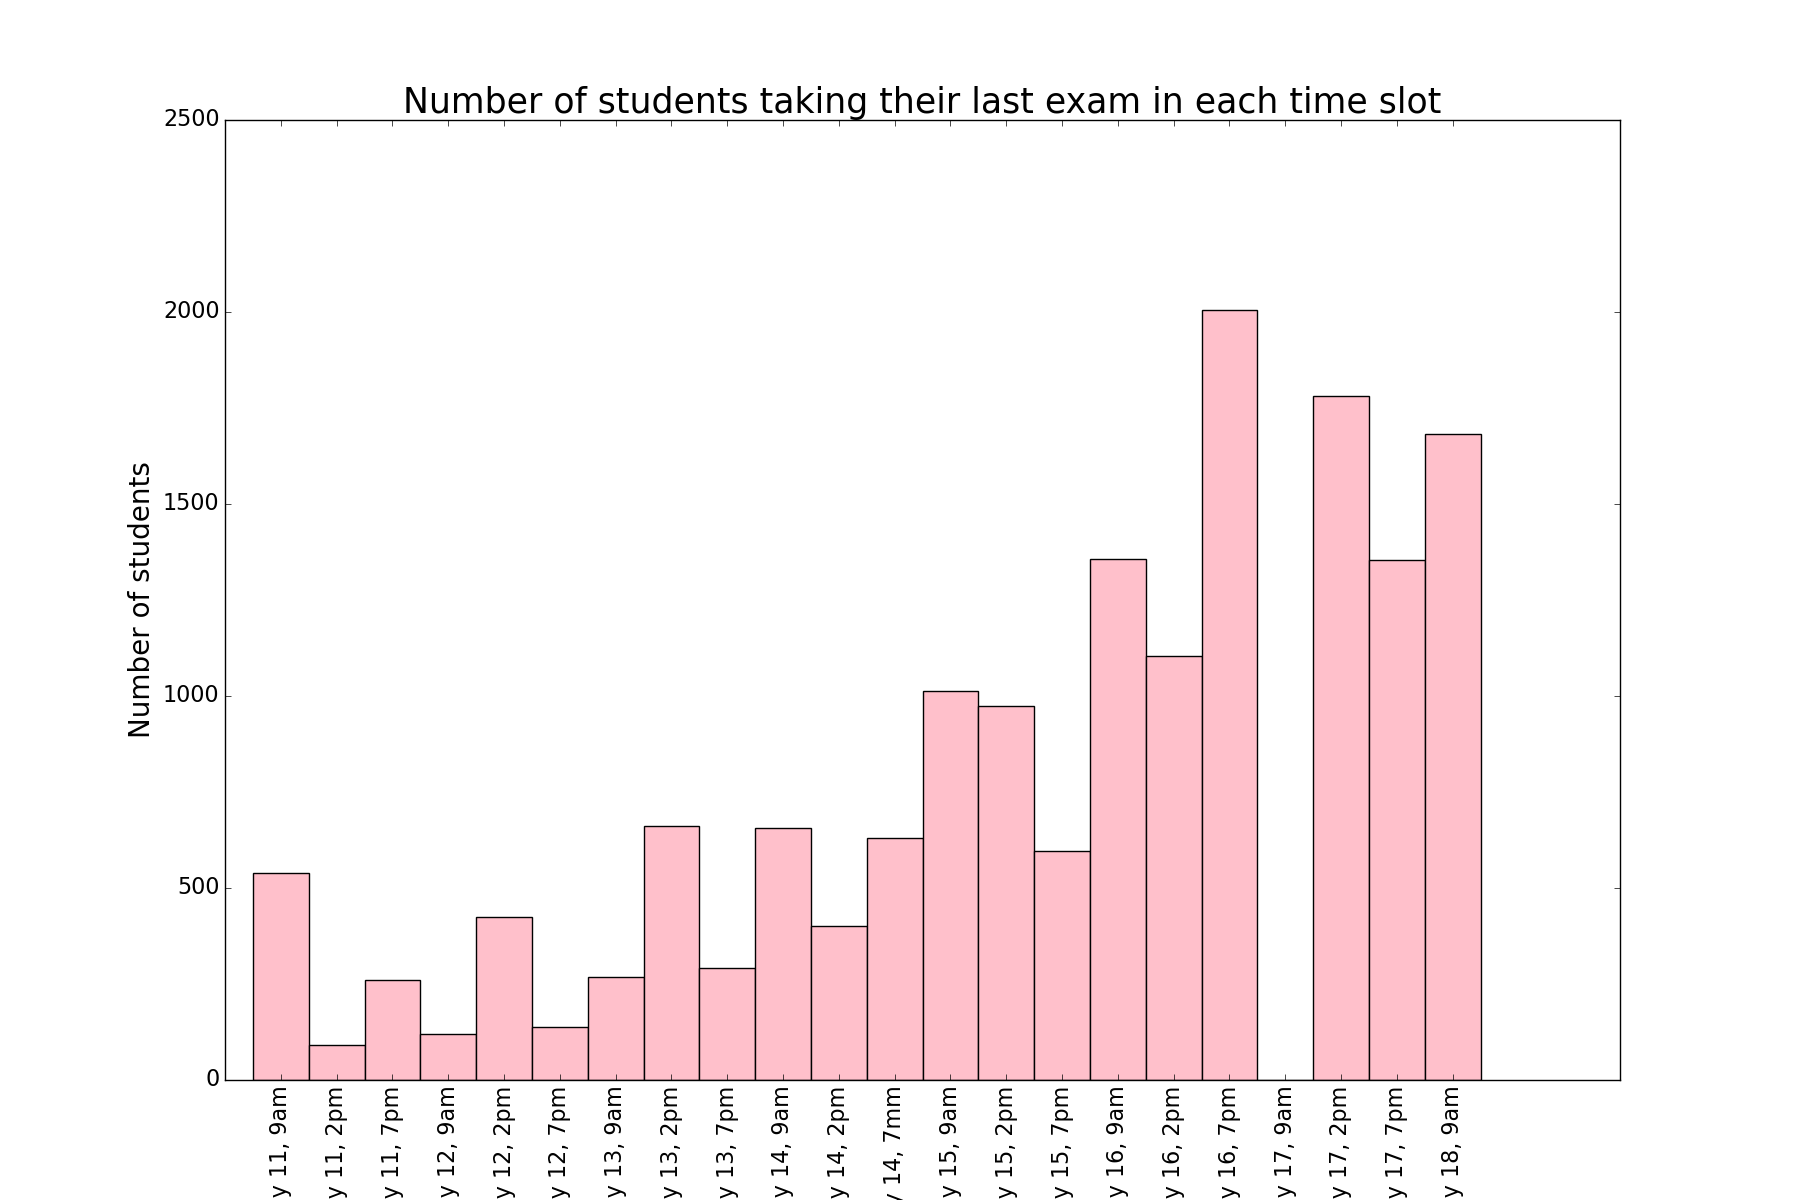 Number of students taking their last exam in each time slot
2500
2000
1500
1000
500
0
Number of students
y 11, 9am
y 11, 2pm
y 11, 7pm
y 12, 9am
y 12, 2pm
y 12, 7pm
y 13, 9am
y 13, 2pm
y 13, 7pm
y 14, 9am
y 14, 2pm
y 14, 7mm
y 15, 9am
y 15, 2pm
y 15, 7pm
y 16, 9am
y 16, 2pm
y 16, 7pm
y 17, 9am
y 17, 2pm
y 17, 7pm
y 18, 9am